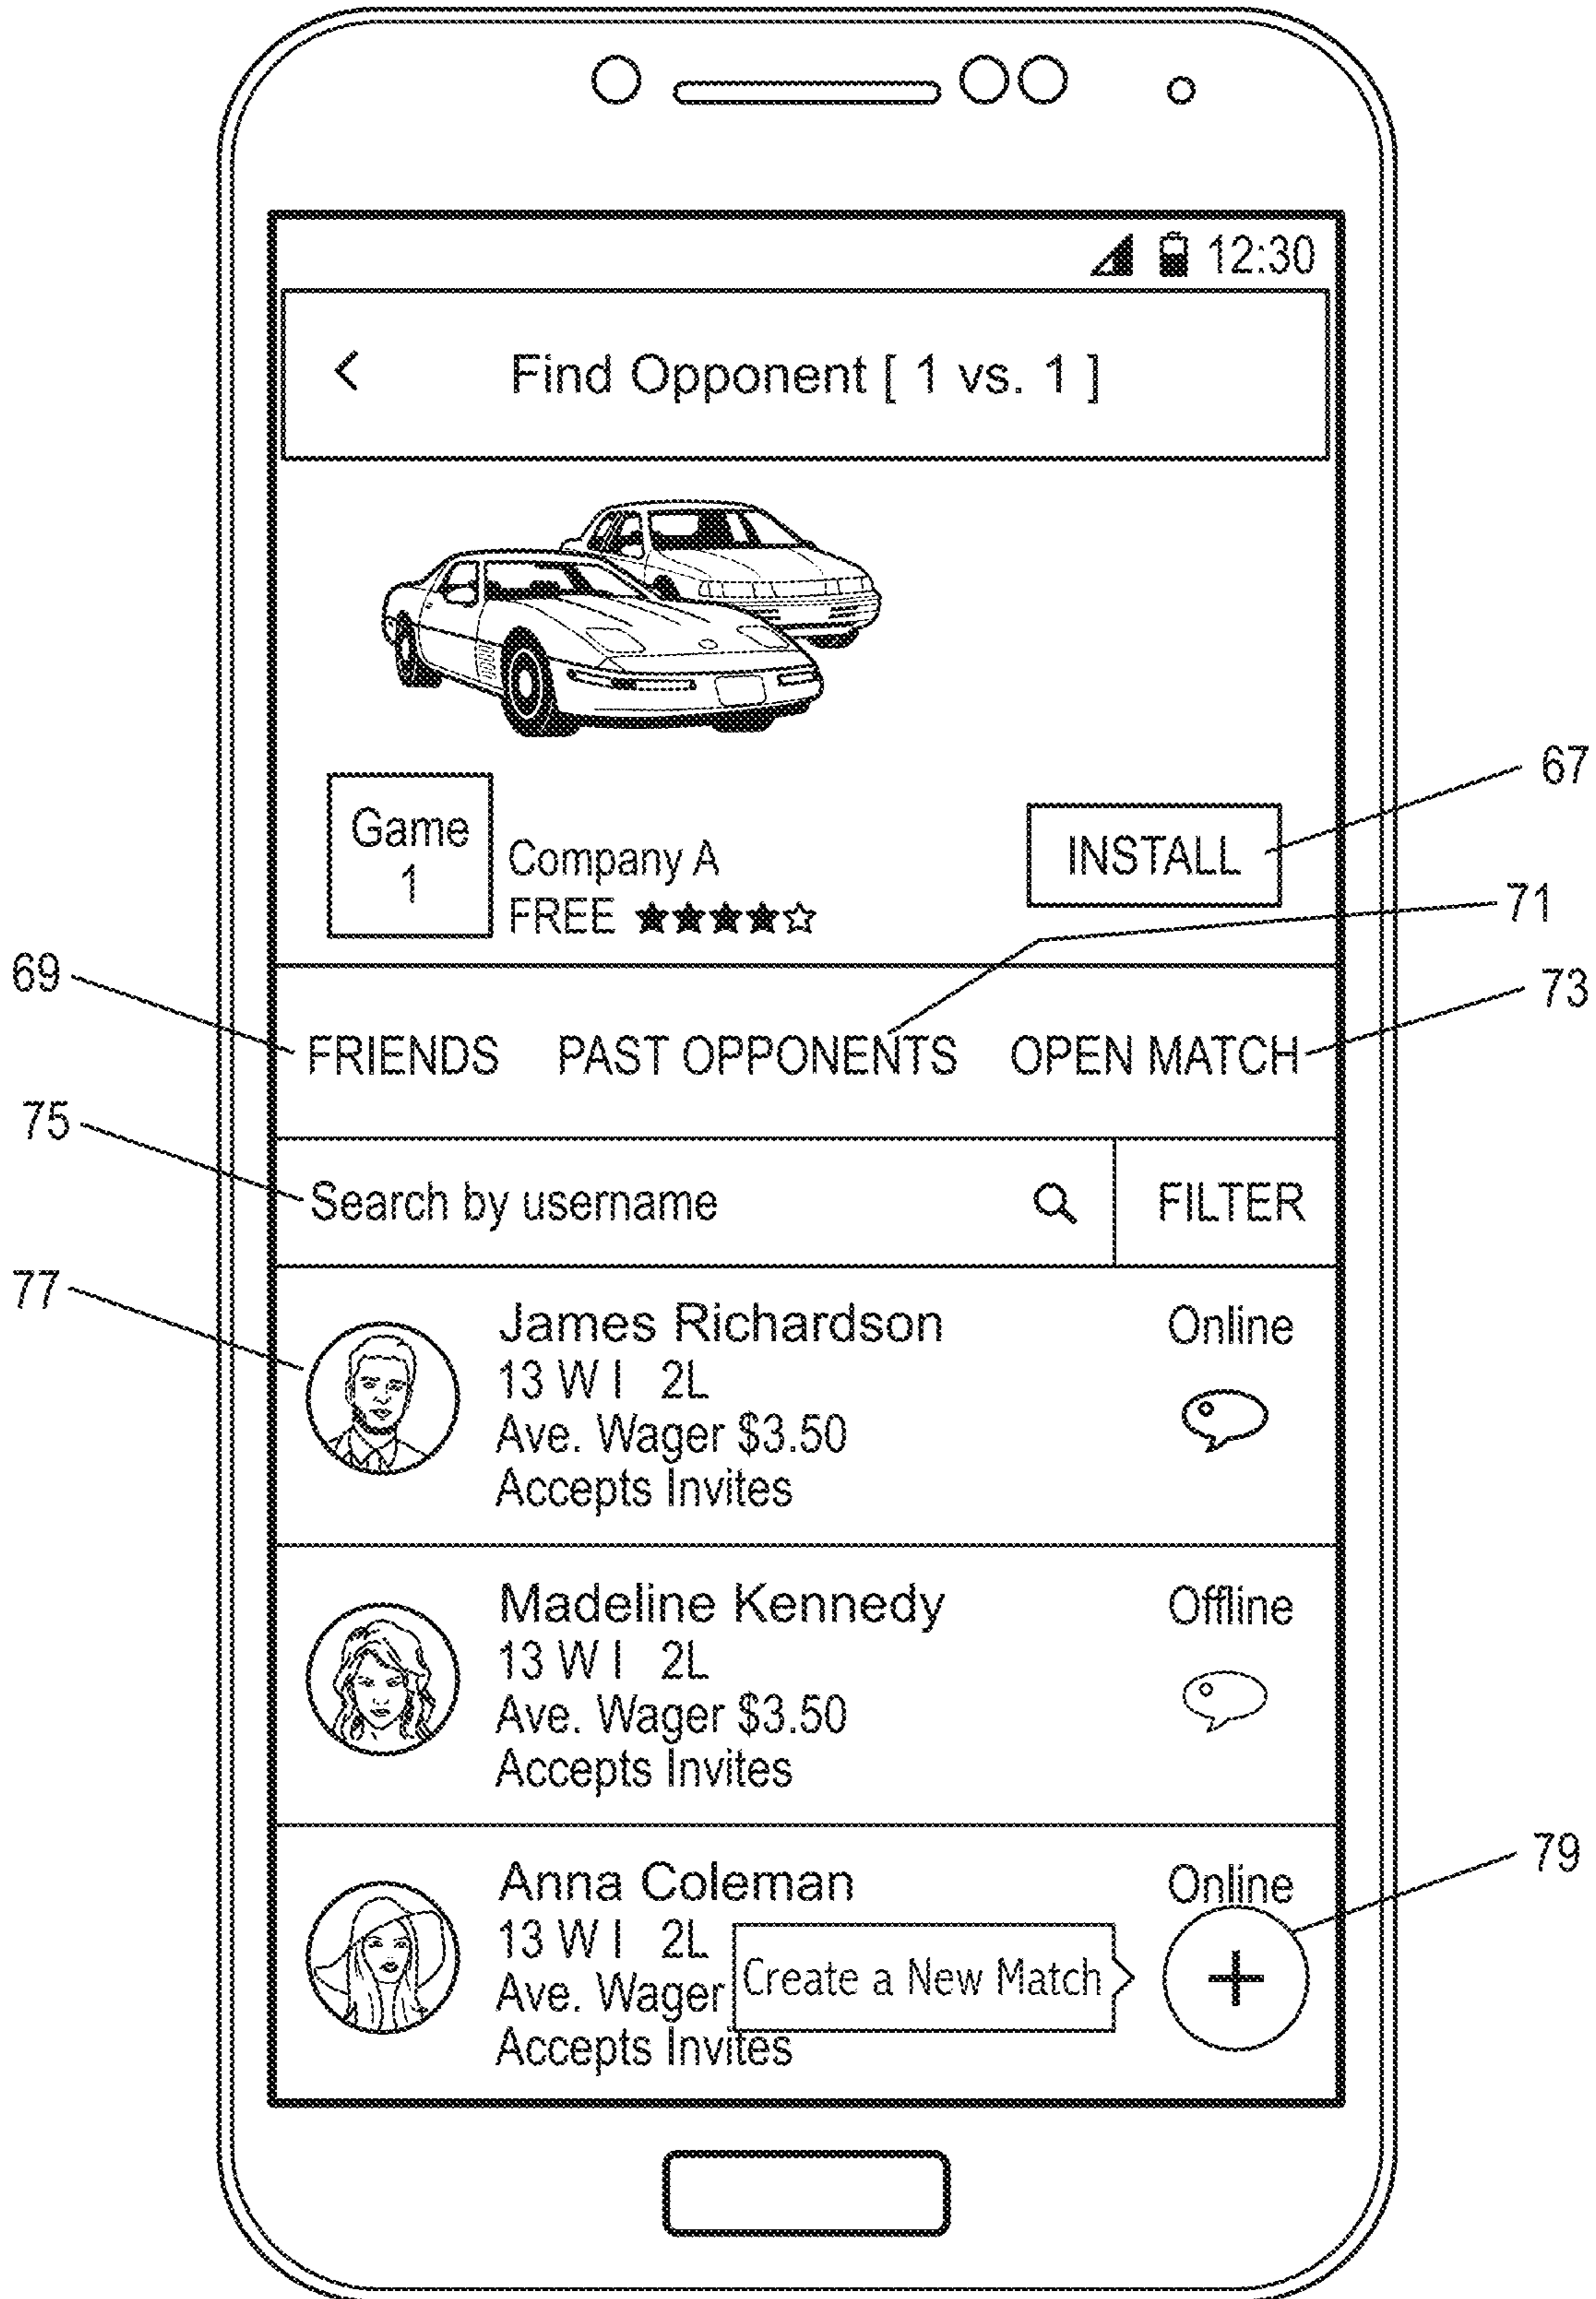 12:30
< Find Opponent [ 1 vs. 1 ]
Game
1
Company A
FREE
INSTALL
67
71
69
73
FRIENDS PAST OPPONENTS OPEN MATCH
75
Search by username FILTER
77
James Richardson Online
13 W I 2L
Ave. Wager $3.50
Accepts Invites
Madeline Kennedy Offline
13 W I 2L
Ave. Wager $3.50
Accepts Invites
79
Anna Coleman Online
13 W I 2L
Ave. Wager Create a New Match +
Accepts Invites